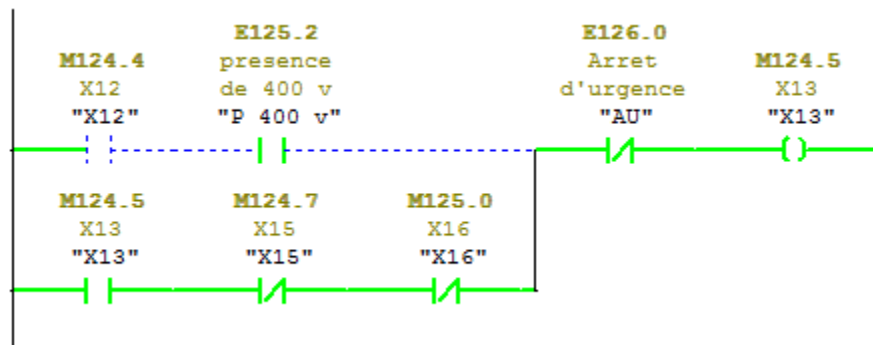 E125.2 E126.0
M124.4 presence Arret M124.5
X12 de 400 v d'urgence X13
"X12" "P 400 v" "AU" "X13"
M124.5 M124.7 M125.0
X13 X15 X16
"X13" "X15" "X16"